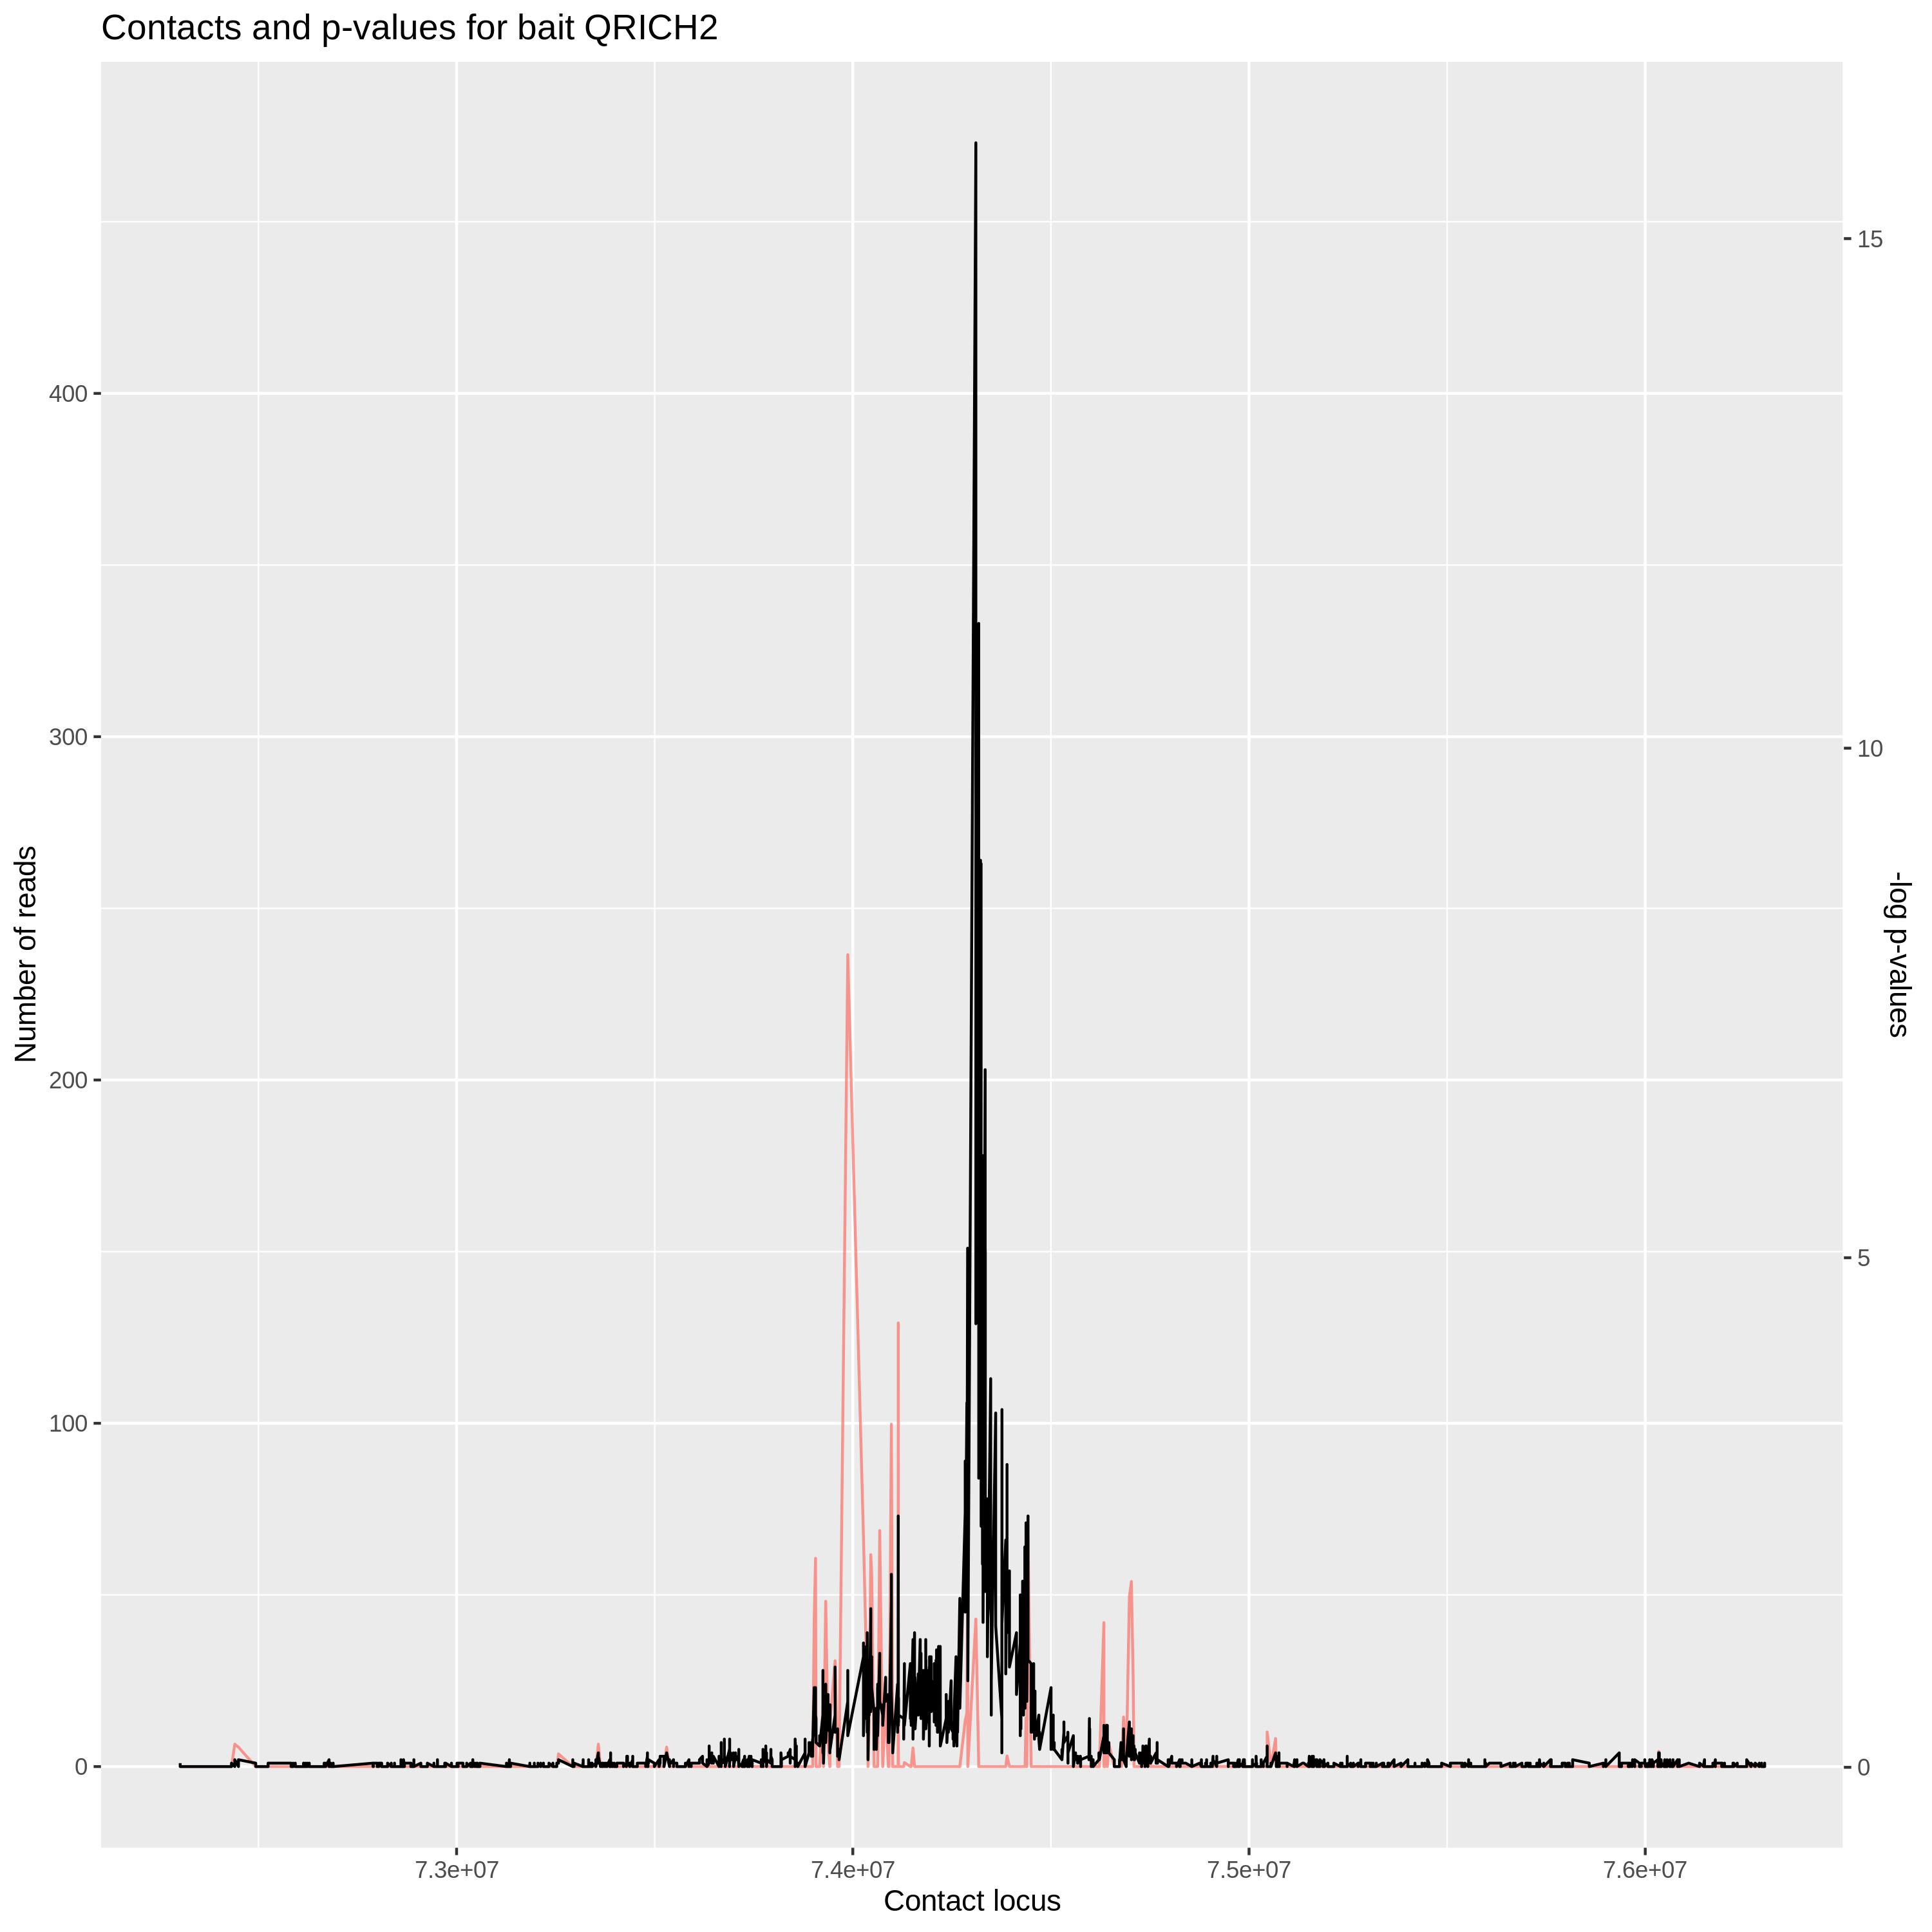 Contacts and p-values for bait QRICH2
400
300
200
100
0
15
10
5
0
Number of reads
-log p-values
7.3e+07
7.4e+07
7.5e+07
7.6e+07
Contact locus